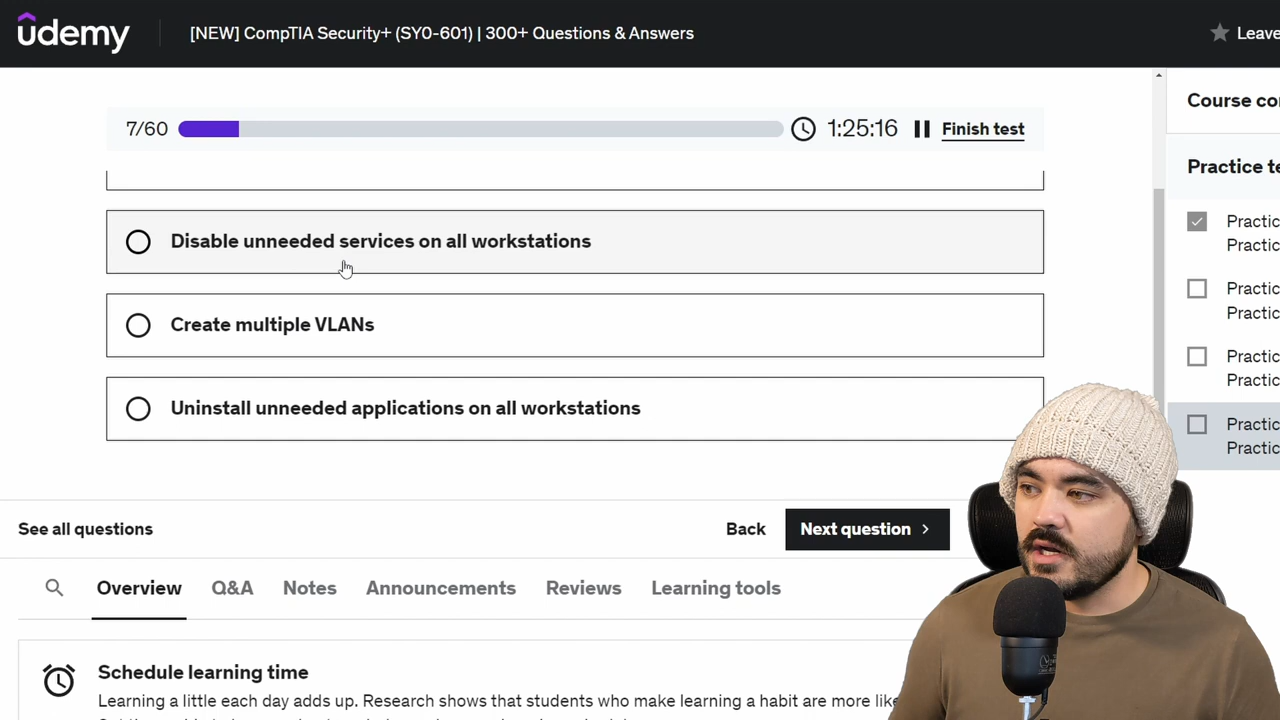 ûdemy
[NEW] CompTIA Security+ (SY0-601) | 300+ Questions & Answers
Leave
Course co
7/60
1:25:16
Finish test
Practice te
Disable unneeded services on all workstations
Practic
Practic
Create multiple VLANs
Practic
Practic
Practic
Practic
Uninstall unneeded applications on all workstations
Practic
Practic
See all questions
Back
Next question
Overview
Q&A
Notes
Announcements
Reviews
Learning tools
Schedule learning time
Learning a little each day adds up. Research shows that students who make learning a habit are more like